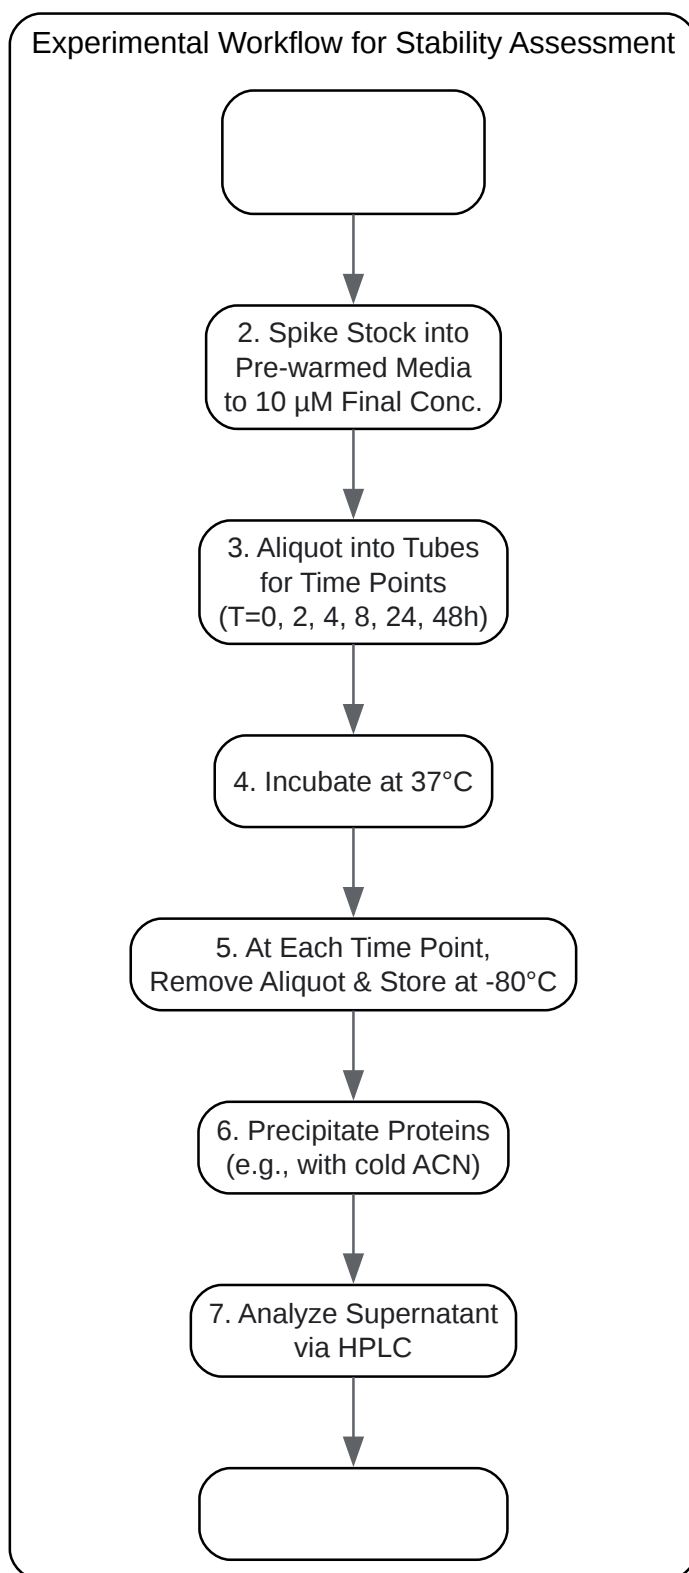 Experimental Workflow for Stability Assessment
2. Spike Stock into
Pre-warmed Media
to 10 µM Final Conc.
3. Aliquot into Tubes
for Time Points
(T=0, 2, 4, 8, 24, 48h)
4. Incubate at 37°C
5. At Each Time Point,
Remove Aliquot & Store at -80°C
6. Precipitate Proteins
(e.g., with cold ACN)
7. Analyze Supernatant
via HPLC